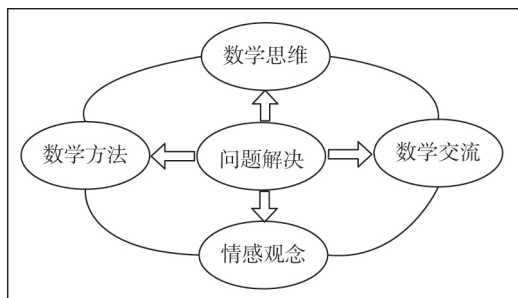 数学思维
数学方法
问题解决
数学交流
情感观念